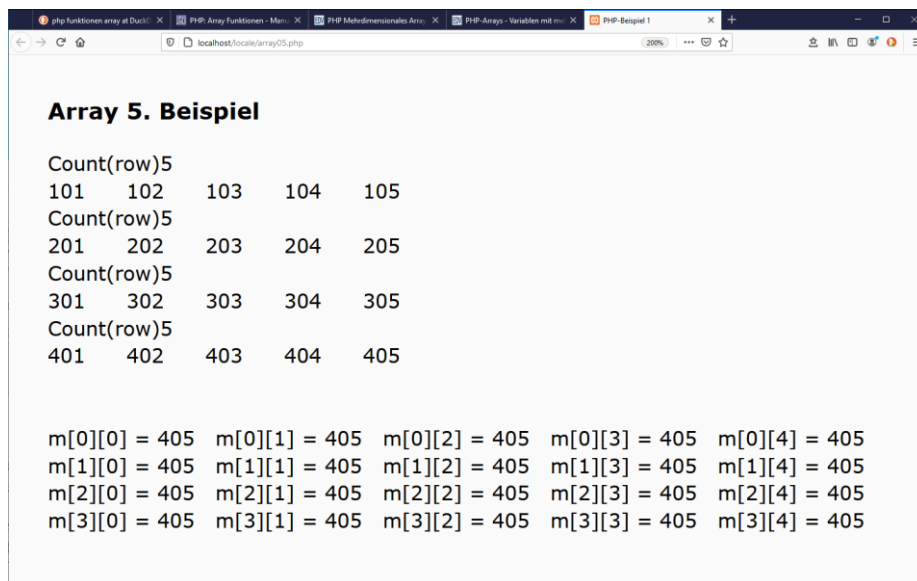 php funktionen array at DuckD
PHP: Array Funktionen - Manu
PHP Mehrdimensionales Array
PHP-Arrays - Variablen mit me
PHP-Beispiel 1
localhost/locale/array05.php
200%
Array 5. Beispiel
Count(row)5
101 102 103 104 105
Count(row)5
201 202 203 204 205
Count(row)5
301 302 303 304 305
Count(row)5
401 402 403 404 405
m[0][0] = 405 m[0][1] = 405 m[0][2] = 405 m[0][3] = 405 m[0][4] = 405
m[1][0] = 405 m[1][1] = 405 m[1][2] = 405 m[1][3] = 405 m[1][4] = 405
m[2][0] = 405 m[2][1] = 405 m[2][2] = 405 m[2][3] = 405 m[2][4] = 405
m[3][0] = 405 m[3][1] = 405 m[3][2] = 405 m[3][3] = 405 m[3][4] = 405